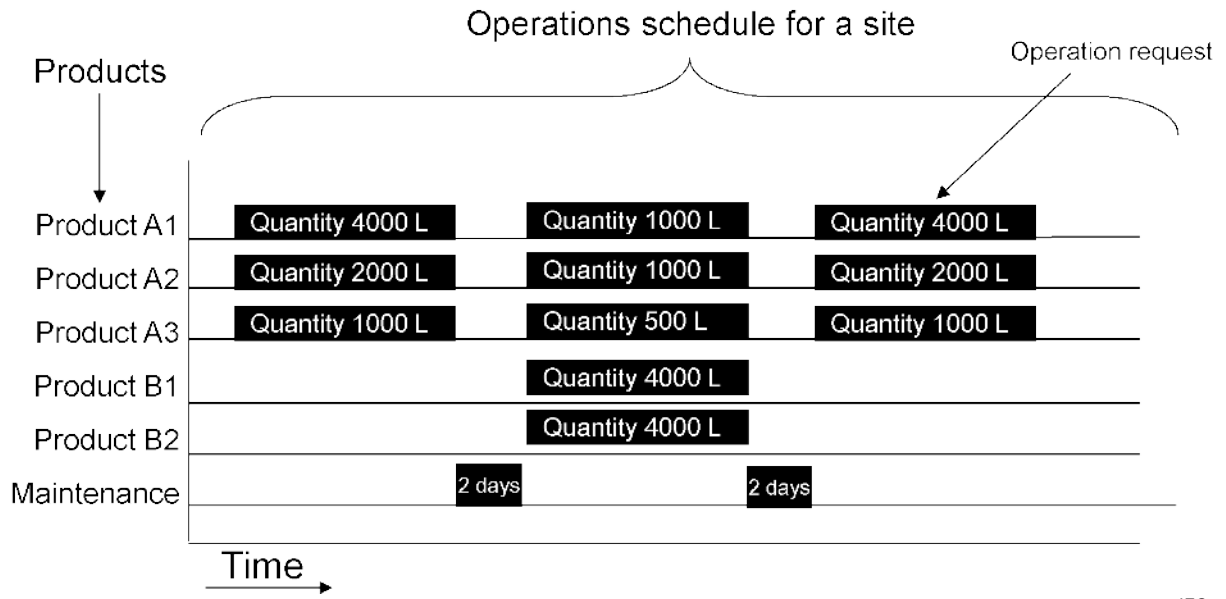 Operations schedule for a site
Operation request
Products
Product A1 Quantity 4000 L Quantity 1000 L Quantity 4000 L
Product A2 Quantity 2000 L Quantity 1000 L Quantity 2000 L
Product A3 Quantity 1000 L Quantity 500 L Quantity 1000 L
Product B1 Quantity 4000 L
Product B2 Quantity 4000 L
Maintenance 2 days 2 days
Time